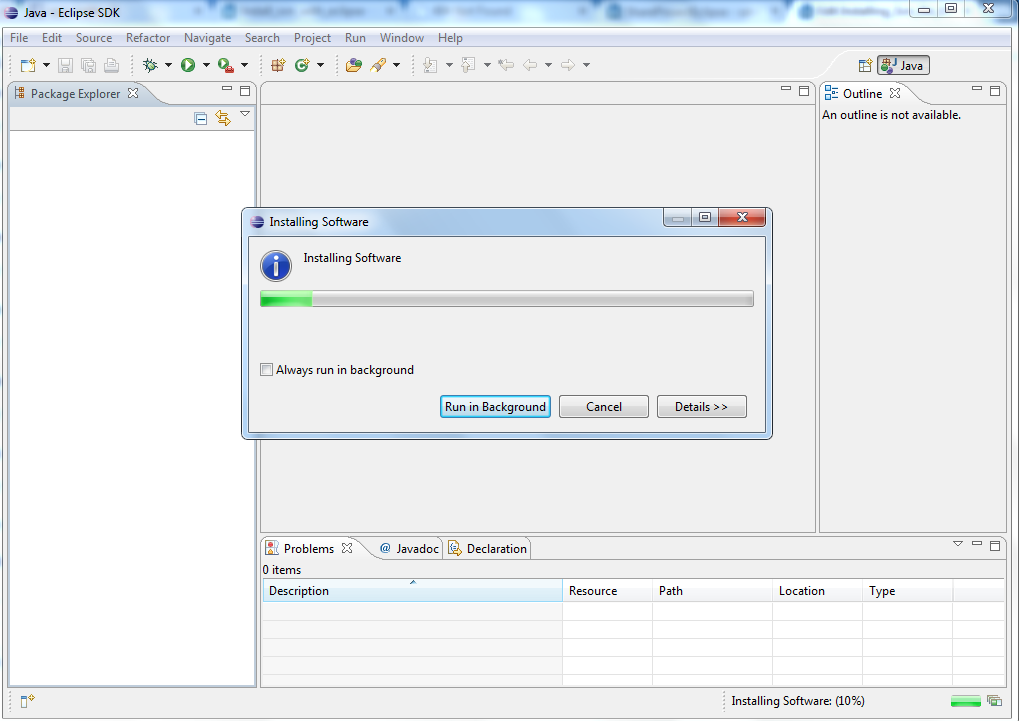 Java - Eclipse SDK
File Edit Source Refactor Navigate Search Project Run Window Help
Java
Package Explorer
Outline
An outline is not available.
Installing Software
Installing Software
Always run in background
Run in Background Cancel Details >>
Problems @ Javadoc Declaration
0 items
Description Resource Path Location Type
Installing Software: (10%)